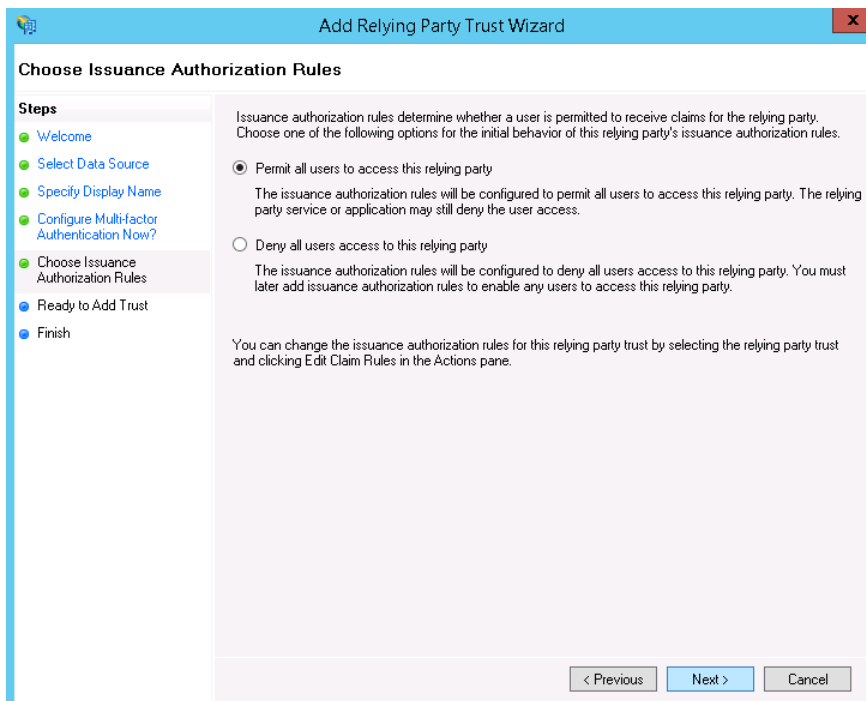 Add Relying Party Trust Wizard
x
Choose Issuance Authorization Rules
Steps
Welcome
Select Data Source
Specify Display Name
Configure Multi-factor
Authentication Now?
Choose Issuance
Authorization Rules
Ready to Add Trust
Finish
Issuance authorization rules determine whether a user is permitted to receive claims for the relying party.
Choose one of the following options for the initial behavior of this relying party's issuance authorization rules.
Permit all users to access this relying party
The issuance authorization rules will be configured to permit all users to access this relying party. The relying
party service or application may still deny the user access.
Deny all users access to this relying party
The issuance authorization rules will be configured to deny all users access to this relying party. You must
later add issuance authorization rules to enable any users to access this relying party.
You can change the issuance authorization rules for this relying party trust by selecting the relying party trust
and clicking Edit Claim Rules in the Actions pane.
< Previous
Next >
Cancel